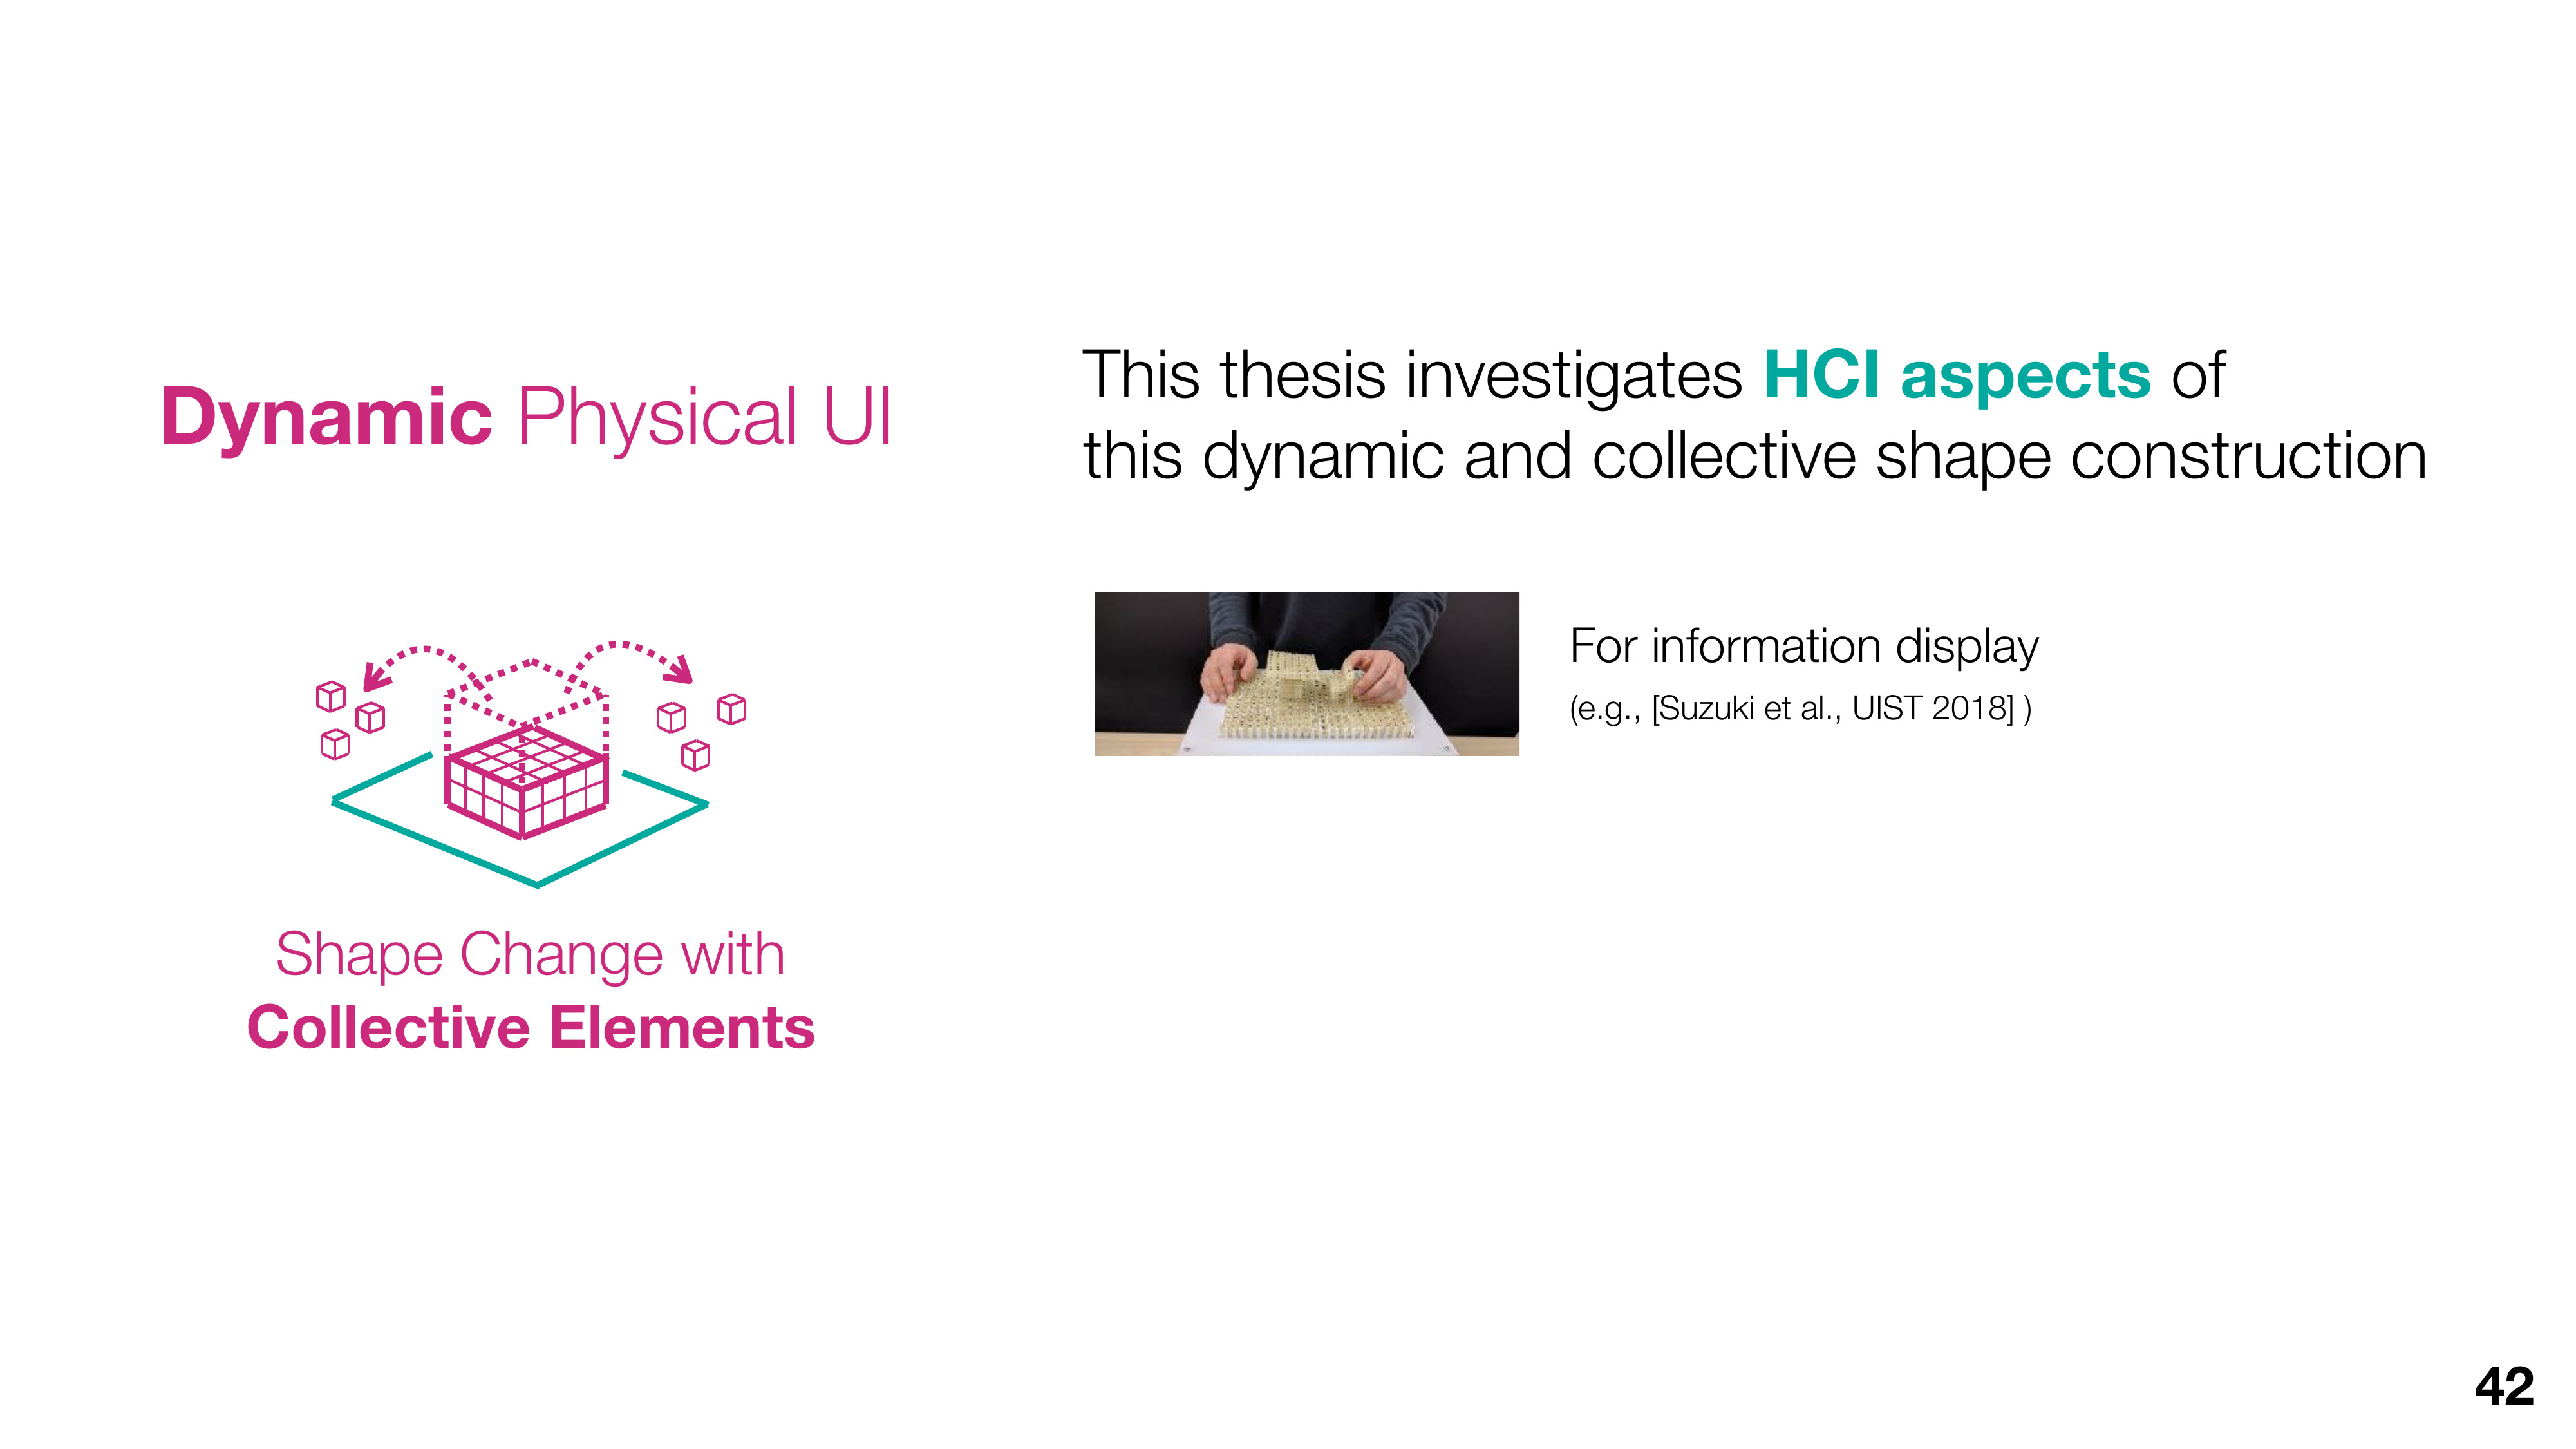 Dynamic Physical UI
Shape Change with
Collective Elements
This thesis investigates HCI aspects of
this dynamic and collective shape construction
For information display
(e.g., [Suzuki et al., UIST 2018] )
42